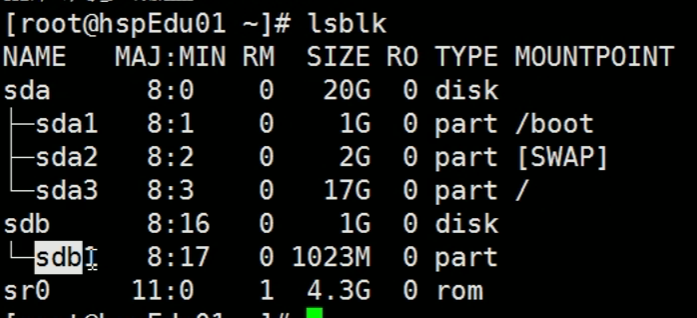 [root@hspEdu01 ~]# lsblk
NAME   MAJ:MIN RM  SIZE RO TYPE MOUNTPOINT
sda      8:0    0   20G  0 disk
├─sda1   8:1    0    1G  0 part /boot
├─sda2   8:2    0    2G  0 part [SWAP]
└─sda3   8:3    0   17G  0 part /
sdb      8:16   0    1G  0 disk
└─sdb1   8:17   0 1023M  0 part
sr0     11:0    1  4.3G  0 rom
[root@hspEdu01 ~]#